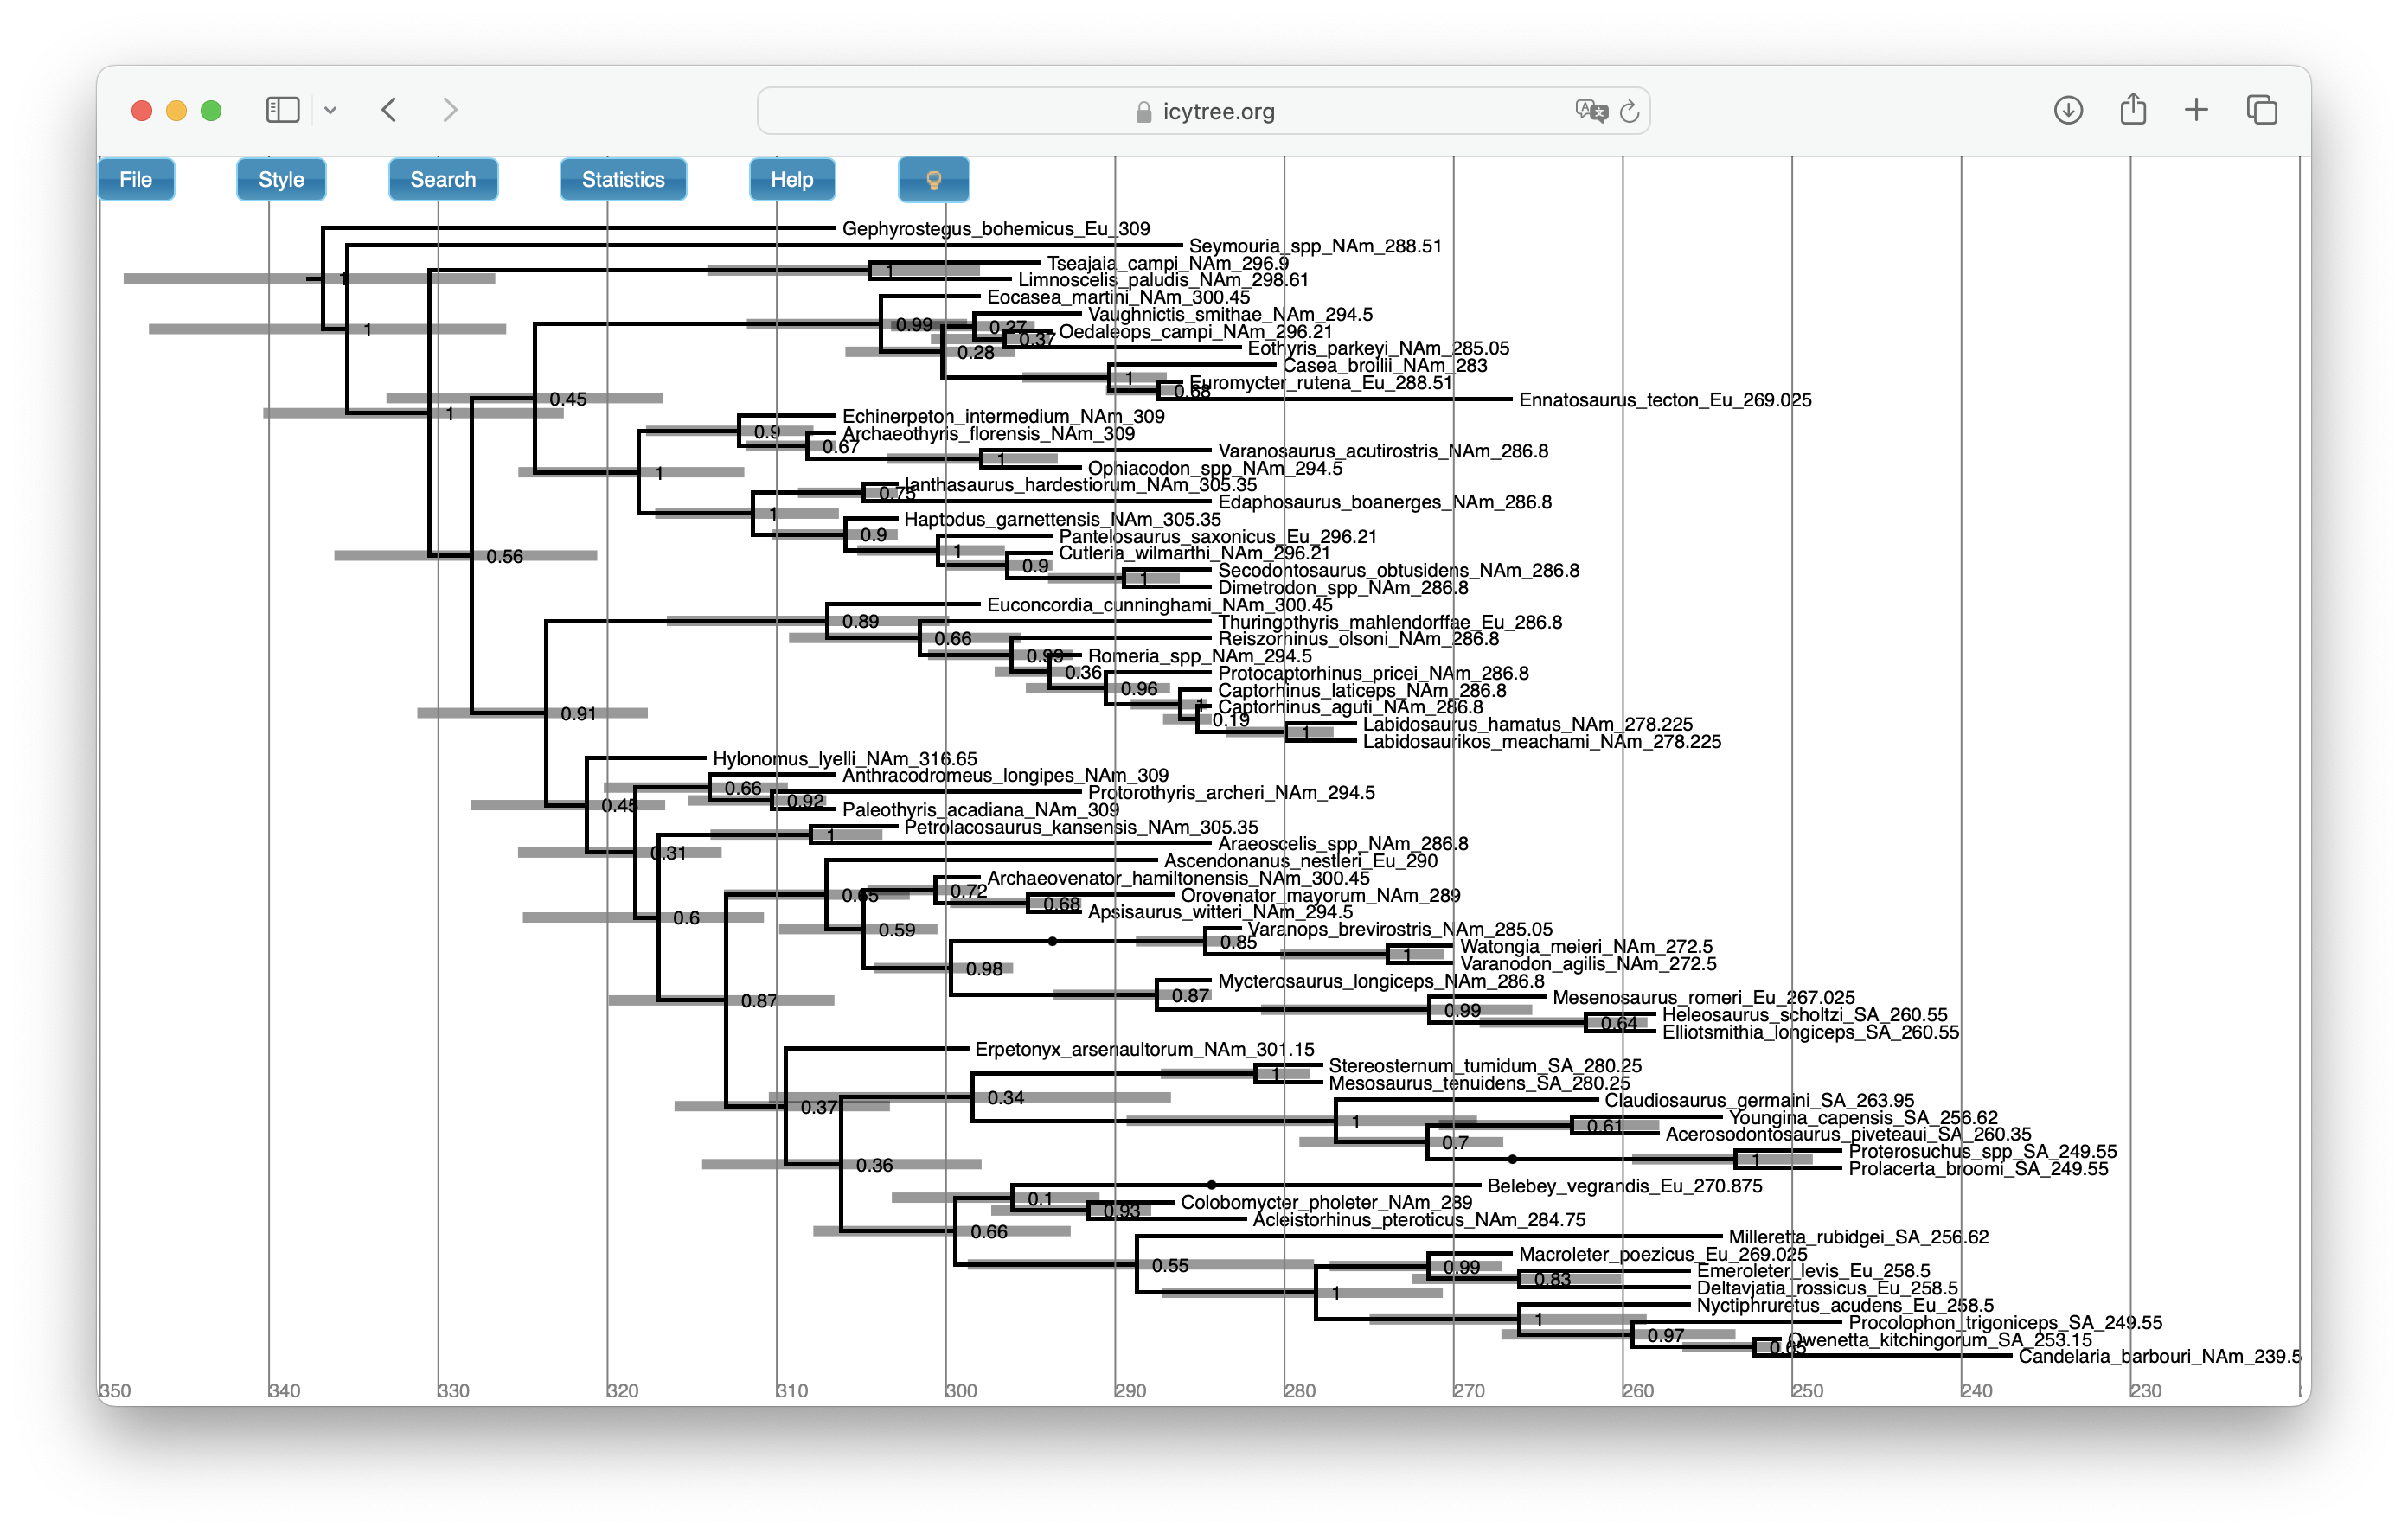 icytree.org
File Style Search Statistics Help
Gephyrostegus_bohemicus_Eu_309
Seymouria_spp_NAm_288.51
1
Tseajaia_campi_NAm_296.9
1
Limnoscelis_paludis_NAm_298.61
Eocasea_martini_NAm_300.45
Vaughnictis_smithae_NAm_294.5
1
0.99
0.27
Oedaleops_campi_NAm_296.21
0.37
Eothyris_parkeyi_NAm_285.05
0.28
Casea_broilii_NAm_283
1
Euromycter_rutena_Eu_288.51
0.68
0.45
Ennatosaurus_tecton_Eu_269.025
1
Echinerpeton_intermedium_NAm_309
0.9
Archaeothyris_florensis_NAm_309
0.67
Varanosaurus_acutirostris_NAm_286.8
1
1
Ophiacodon_spp_NAm_294.5
Ianthasaurus_hardestiorum_NAm_305.35
0.75
Edaphosaurus_boanerges_NAm_286.8
1
Haptodus_garnettensis_NAm_305.35
0.9
Pantelosaurus_saxonicus_Eu_296.21
1
Cutleria_wilmarthi_NAm_296.21
0.56
0.9
Secodontosaurus_obtusidens_NAm_286.8
1
Dimetrodon_spp_NAm_286.8
Euconcordia_cunninghami_NAm_300.45
0.89
Thuringothyris_mahlendorffae_Eu_286.8
0.66
Reiszorhinus_olsoni_NAm_286.8
0.99
Romeria_spp_NAm_294.5
0.36
Protocaptorhinus_pricei_NAm_286.8
0.96
Captorhinus_laticeps_NAm_286.8
1
Captorhinus_aguti_NAm_286.8
0.91
0.19
Labidosaurus_hamatus_NAm_278.225
1
Labidosaurikos_meachami_NAm_278.225
Hylonomus_lyelli_NAm_316.65
Anthracodromeus_longipes_NAm_309
0.66
Protorothyris_archeri_NAm_294.5
0.45
0.92
Paleothyris_acadiana_NAm_309
Petrolacosaurus_kansensis_NAm_305.35
1
Araeoscelis_spp_NAm_286.8
0.31
Ascendonanus_nestleri_Eu_290
Archaeovenator_hamiltonensis_NAm_300.45
0.65
0.72
Orovenator_mayorum_NAm_289
0.68
Apsisaurus_witteri_NAm_294.5
0.6
0.59
Varanops_brevirostris_NAm_285.05
0.85
Watongia_meieri_NAm_272.5
1
Varanodon_agilis_NAm_272.5
0.98
Mycterosaurus_longiceps_NAm_286.8
0.87
0.87
Mesenosaurus_romeri_Eu_267.025
0.99
Heleosaurus_scholtzi_SA_260.55
0.64
Elliotsmithia_longiceps_SA_260.55
Erpetonyx_arsenaultorum_NAm_301.15
Stereosternum_tumidum_SA_280.25
1
Mesosaurus_tenuidens_SA_280.25
0.34
0.37
Claudiosaurus_germaini_SA_263.95
1
Youngina_capensis_SA_256.62
0.61
Acerosodontosaurus_piveteaui_SA_260.35
0.7
Proterosuchus_spp_SA_249.55
1
0.36
Prolacerta_broomi_SA_249.55
Belebey_vegrandis_Eu_270.875
0.1
Colobomycter_pholeter_NAm_289
0.93
Acleistorhinus_pteroticus_NAm_284.75
0.66
Milleretta_rubidgei_SA_256.62
0.55
Macroleter_poezicus_Eu_269.025
0.99
Emeroleter_levis_Eu_258.5
0.83
Deltavjatia_rossicus_Eu_258.5
1
Nyctiphruretus_acudens_Eu_258.5
1
Procolophon_trigoniceps_SA_249.55
0.97
Owenetta_kitchingorum_SA_253.15
0.65
Candelaria_barbouri_NAm_239.5
350 340 330 320 310 300 290 280 270 260 250 240 230